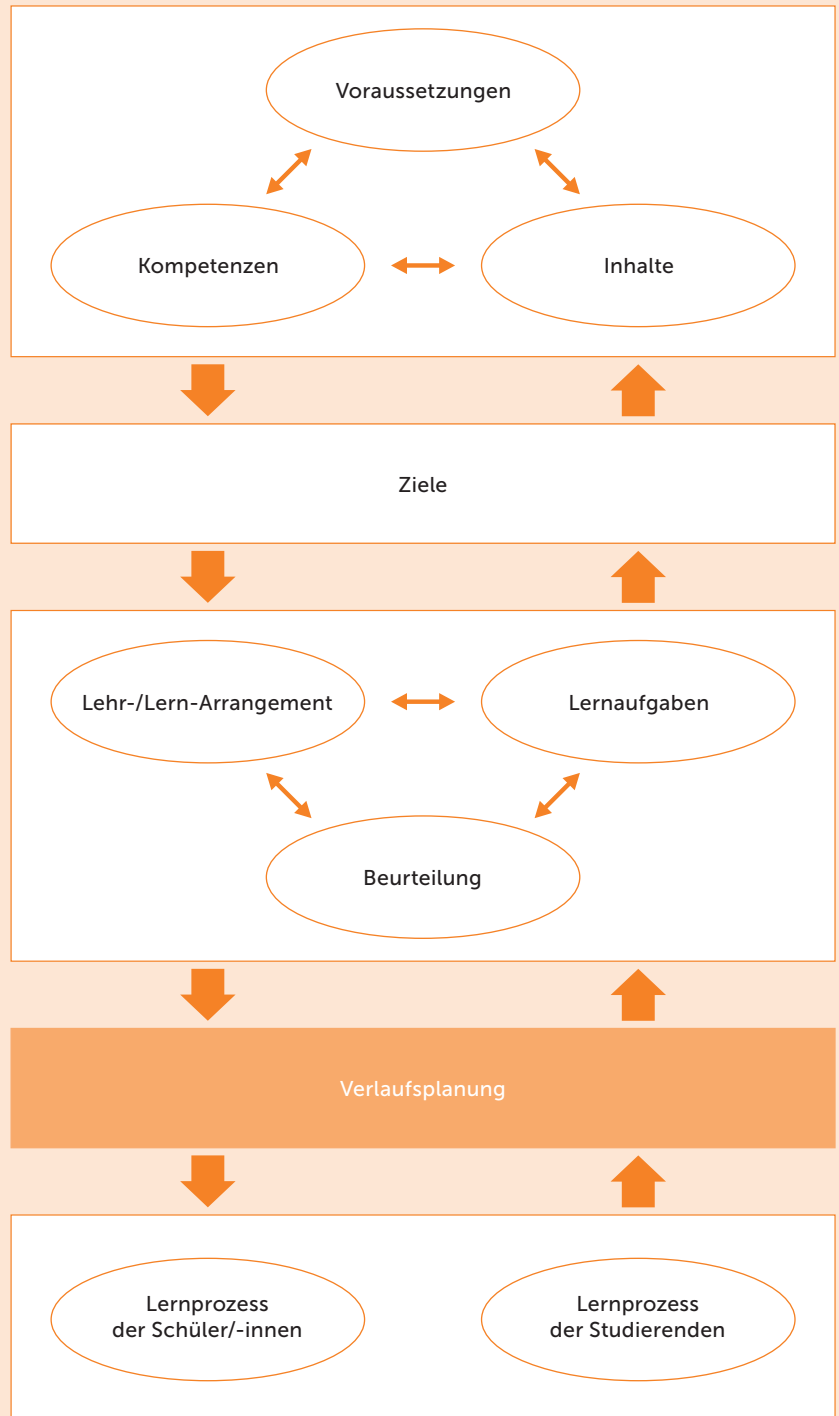 Voraussetzungen
Kompetenzen
Inhalte
Ziele
Lehr-/Lern-Arrangement
Lernaufgaben
Beurteilung
Verlaufsplanung
Lernprozess
der Schüler/-innen
Lernprozess
der Studierenden